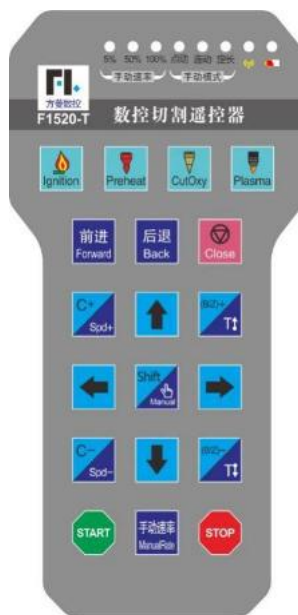 5% 50% 100% 点动 连动 定长
手动速率 手动模式
FL
方菱数控
F1520-T 数控切割遥控器
Ignition Preheat CutOxy Plasma
前进 后退
Forward Back Close
C+ (B/Z)+
Spd+ T↕
Shift
Manual
C− (B/Z)−
Spd− T↕
START 手动速率 STOP
ManualRate